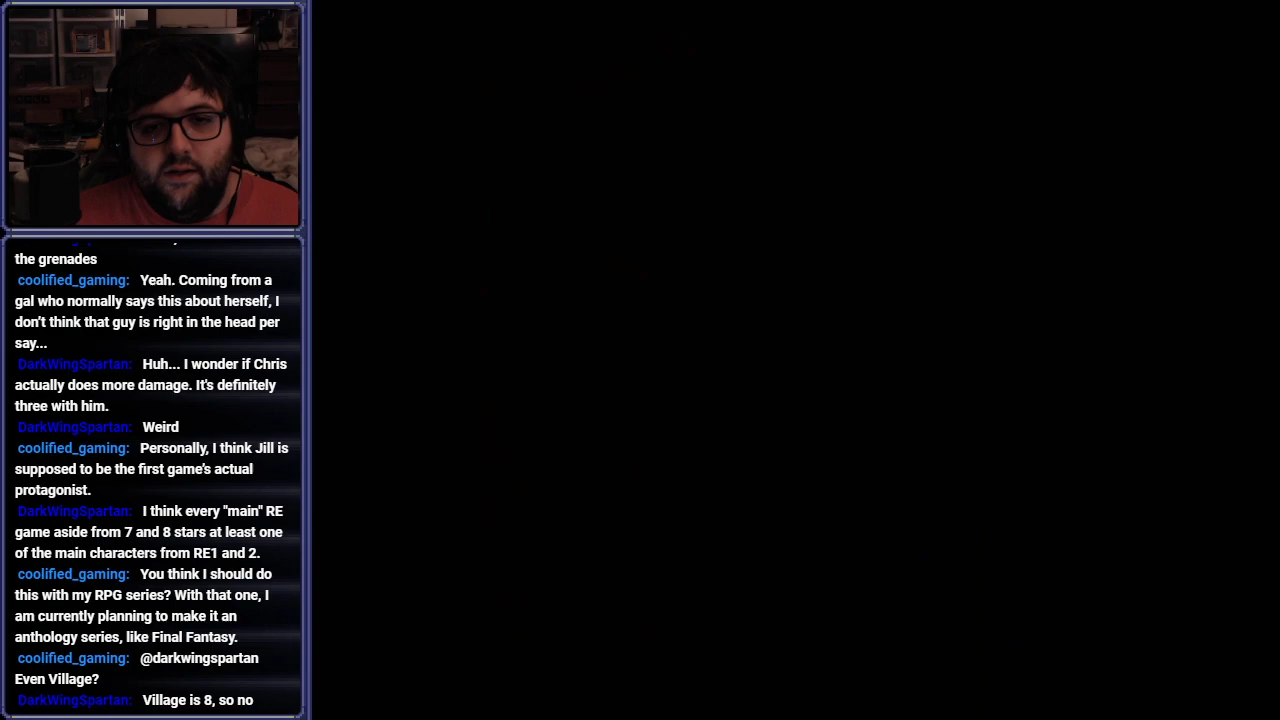 the grenades
coolified_gaming: Yeah. Coming from a
gal who normally says this about herself, I
don't think that guy is right in the head per
say...
DarkWingSpartan: Huh... I wonder if Chris
actually does more damage. It's definitely
three with him.
DarkWingSpartan: Weird
coolified_gaming: Personally, I think Jill is
supposed to be the first game's actual
protagonist.
DarkWingSpartan: I think every "main" RE
game aside from 7 and 8 stars at least one
of the main characters from RE1 and 2.
coolified_gaming: You think I should do
this with my RPG series? With that one, I
am currently planning to make it an
anthology series, like Final Fantasy.
coolified_gaming: @darkwingspartan
Even Village?
DarkWingSpartan: Village is 8, so no